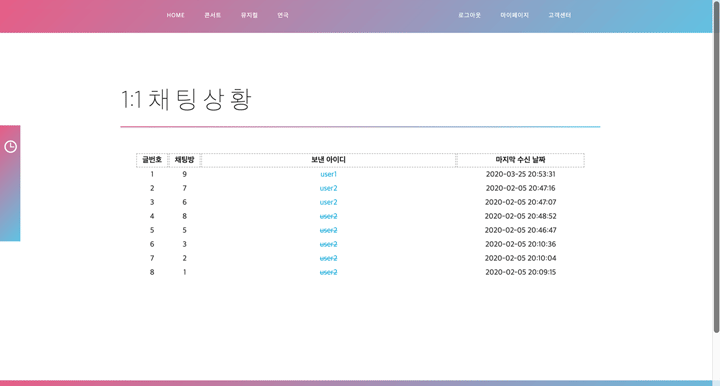 HOME 콘서트 뮤지컬 연극 로그아웃 마이페이지 고객센터
1:1 채팅상황
글번호 채팅방 보낸 아이디 마지막 수신 날짜
1 9 user1 2020-03-25 20:53:31
2 7 user2 2020-02-05 20:47:16
3 6 user2 2020-02-05 20:47:07
4 8 user2 2020-02-05 20:48:52
5 5 user2 2020-02-05 20:46:47
6 3 user2 2020-02-05 20:10:36
7 2 user2 2020-02-05 20:10:04
8 1 user2 2020-02-05 20:09:15